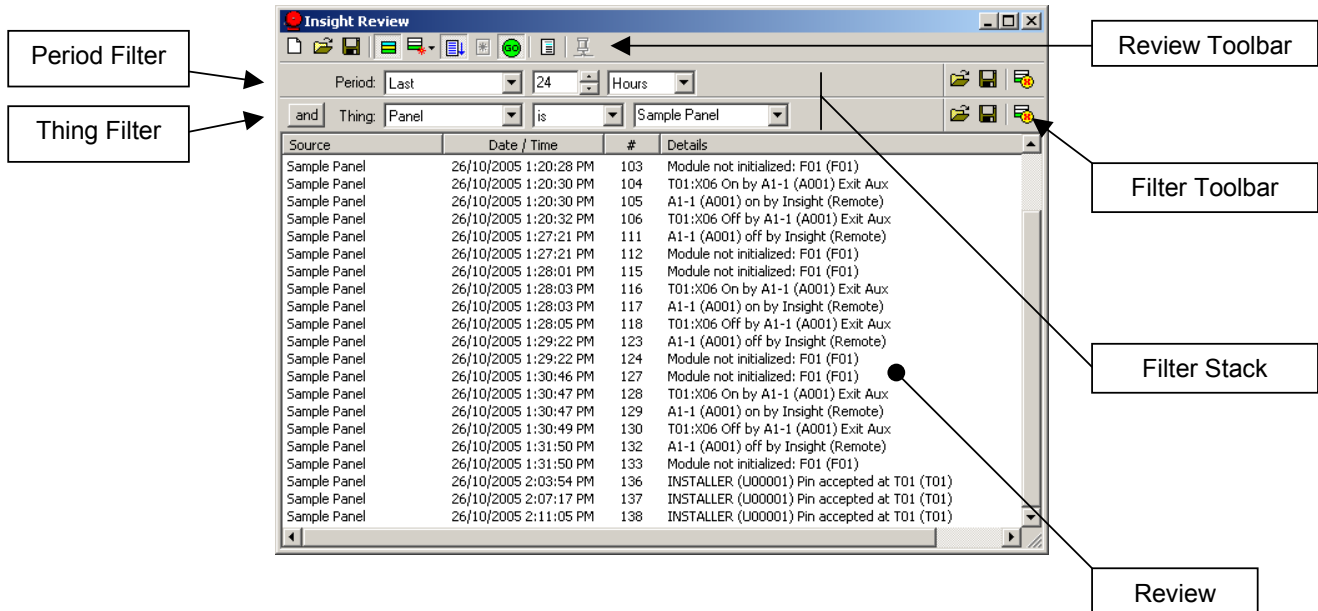 Insight Review
Period Filter
Review Toolbar
GO
Period: Last 24 Hours
Thing Filter
and Thing: Panel is Sample Panel
Source Date / Time # Details
Sample Panel 26/10/2005 1:20:28 PM 103 Module not initialized: F01 (F01)
Sample Panel 26/10/2005 1:20:30 PM 104 T01:X06 On by A1-1 (A001) Exit Aux
Sample Panel 26/10/2005 1:20:30 PM 105 A1-1 (A001) on by Insight (Remote)
Sample Panel 26/10/2005 1:20:32 PM 106 T01:X06 Off by A1-1 (A001) Exit Aux
Sample Panel 26/10/2005 1:27:21 PM 111 A1-1 (A001) off by Insight (Remote)
Sample Panel 26/10/2005 1:27:21 PM 112 Module not initialized: F01 (F01)
Sample Panel 26/10/2005 1:28:01 PM 115 Module not initialized: F01 (F01)
Sample Panel 26/10/2005 1:28:03 PM 116 T01:X06 On by A1-1 (A001) Exit Aux
Sample Panel 26/10/2005 1:28:03 PM 117 A1-1 (A001) on by Insight (Remote)
Sample Panel 26/10/2005 1:28:05 PM 118 T01:X06 Off by A1-1 (A001) Exit Aux
Sample Panel 26/10/2005 1:29:22 PM 123 A1-1 (A001) off by Insight (Remote)
Sample Panel 26/10/2005 1:29:22 PM 124 Module not initialized: F01 (F01)
Sample Panel 26/10/2005 1:30:46 PM 127 Module not initialized: F01 (F01)
Sample Panel 26/10/2005 1:30:47 PM 128 T01:X06 On by A1-1 (A001) Exit Aux
Sample Panel 26/10/2005 1:30:47 PM 129 A1-1 (A001) on by Insight (Remote)
Sample Panel 26/10/2005 1:30:49 PM 130 T01:X06 Off by A1-1 (A001) Exit Aux
Sample Panel 26/10/2005 1:31:50 PM 132 A1-1 (A001) off by Insight (Remote)
Sample Panel 26/10/2005 1:31:50 PM 133 Module not initialized: F01 (F01)
Sample Panel 26/10/2005 2:03:54 PM 136 INSTALLER (U00001) Pin accepted at T01 (T01)
Sample Panel 26/10/2005 2:07:17 PM 137 INSTALLER (U00001) Pin accepted at T01 (T01)
Sample Panel 26/10/2005 2:11:05 PM 138 INSTALLER (U00001) Pin accepted at T01 (T01)
Filter Toolbar
Filter Stack
Review